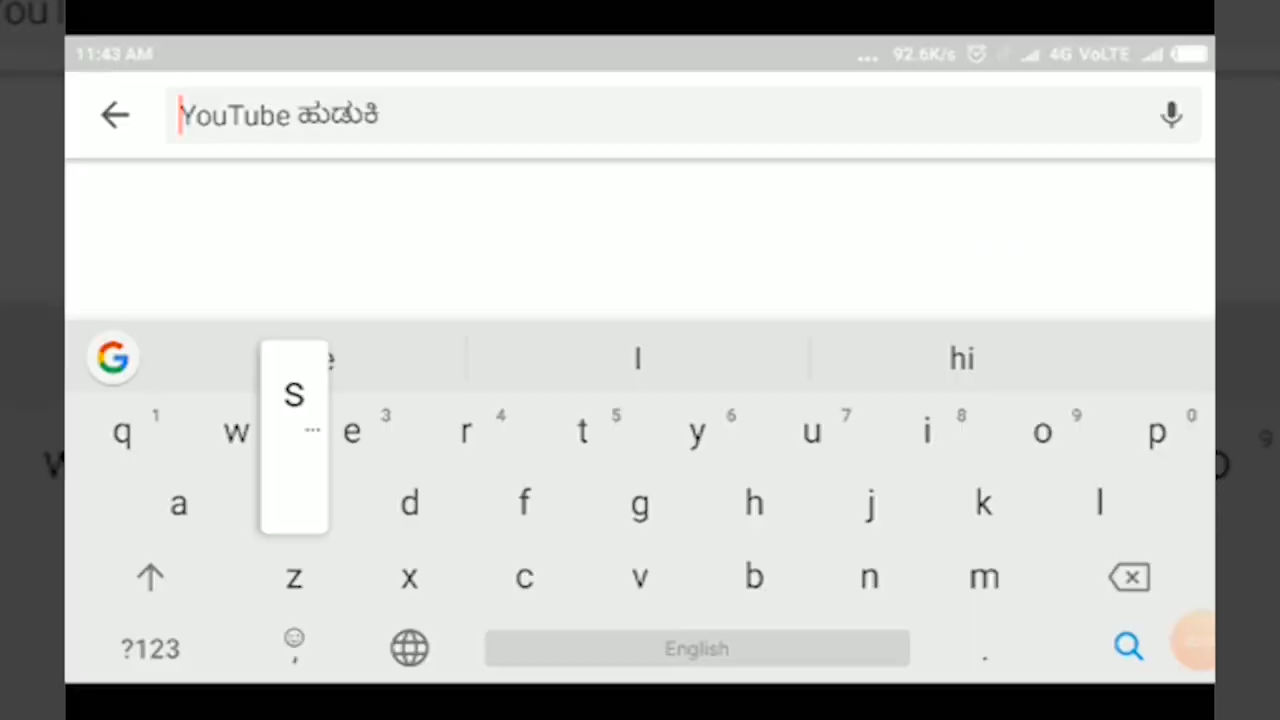 11:43 AM ... 92.6K/s 4G VoLTE
YouTube ಹುಡುಕಿ
I hi
S
q 1 w e 3 r 4 t 5 y 6 u 7 i 8 o 9 p 0
a d f g h j k l
z x c v b n m
?123 , English .